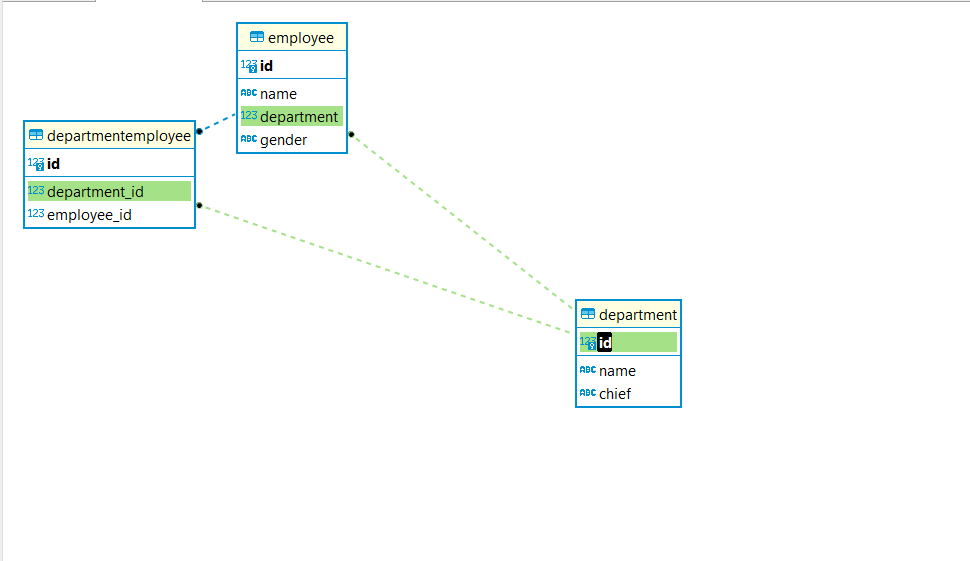 employee
123 id
ABC name
123 department
ABC gender
departmentemployee
123 id
123 department_id
123 employee_id
department
123 id
ABC name
ABC chief